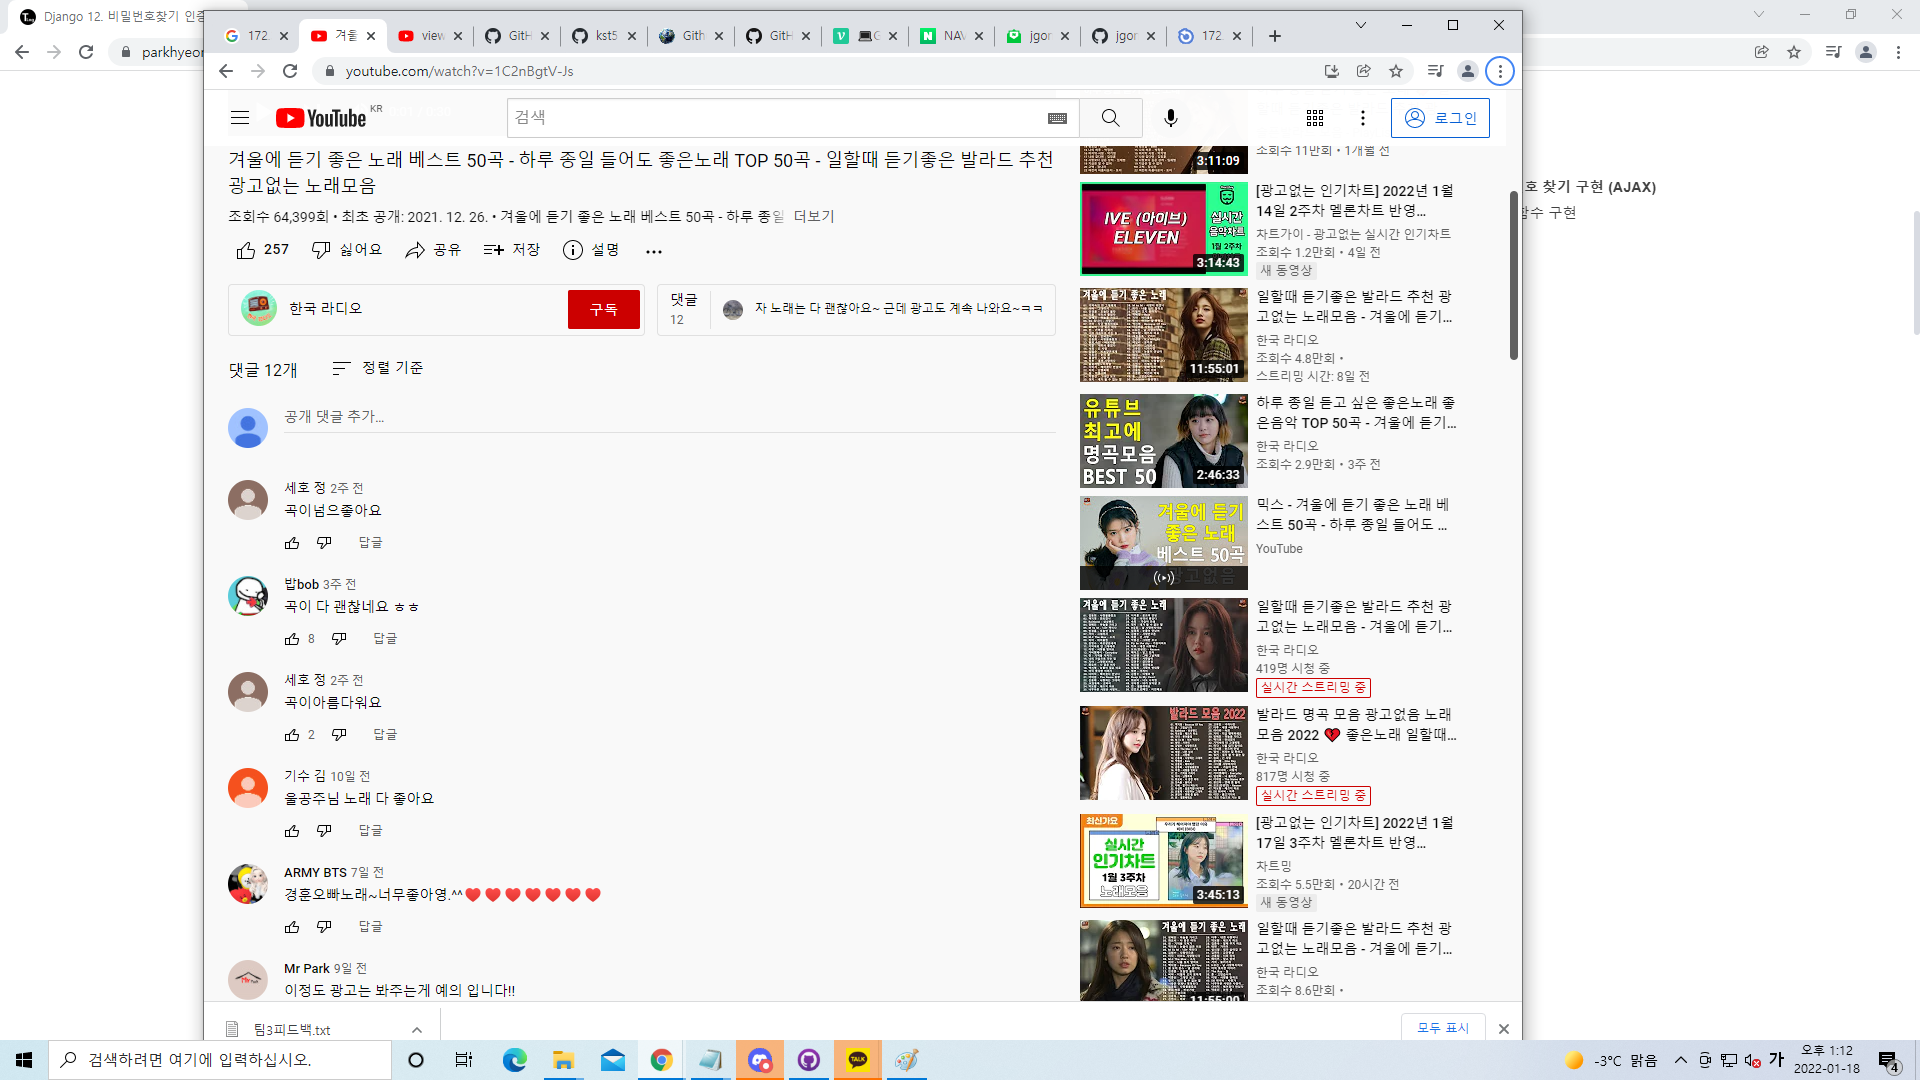 Django 12. 비밀번호찾기 인증
172.
겨울
view
GitH
kst5
Gith
GitH
NAV
jgor
jgor
172.
parkhyeor
youtube.com/watch?v=1C2nBgtV-Js
YouTube KR
검색
로그인
겨울에 듣기 좋은 노래 베스트 50곡 - 하루 종일 들어도 좋은노래 TOP 50곡 - 일할때 듣기좋은 발라드 추천
광고없는 노래모음
조회수 64,399회 • 최초 공개: 2021. 12. 26. • 겨울에 듣기 좋은 노래 베스트 50곡 - 하루 종일 더보기
257 싫어요 공유 저장 설명
한국 라디오
구독
댓글
12
자 노래는 다 괜찮아요~ 근데 광고도 계속 나와요~ㅋㅋ
댓글 12개 정렬 기준
공개 댓글 추가...
세호 정 2주 전
곡이넘으좋아요
답글
밥bob 3주 전
곡이 다 괜찮네요 ㅎㅎ
8 답글
세호 정 2주 전
곡이아름다워요
2 답글
기수 김 10일 전
울공주님 노래 다 좋아요
답글
ARMY BTS 7일 전
경훈오빠노래~너무좋아영.^^❤️❤️❤️❤️❤️❤️❤️
답글
Mr Park 9일 전
이정도 광고는 봐주는게 예의 입니다!!
3:11:09
조회수 11만회 • 1개월 전
IVE (아이브)
ELEVEN
실시간
음악차트
1월 2주차
3:14:43
[광고없는 인기차트] 2022년 1월
14일 2주차 멜론차트 반영...
차트가이 - 광고없는 실시간 인기차트
조회수 1.2만회 • 4일 전
새 동영상
겨울에 듣기 좋은 노래
11:55:01
일할때 듣기좋은 발라드 추천 광
고없는 노래모음 - 겨울에 듣기...
한국 라디오
조회수 4.8만회 •
스트리밍 시간: 8일 전
유튜브
최고에
명곡모음
BEST 50
2:46:33
하루 종일 듣고 싶은 좋은노래 좋
은음악 TOP 50곡 - 겨울에 듣기...
한국 라디오
조회수 2.9만회 • 3주 전
겨울에 듣기
좋은 노래
베스트 50곡
광고없음
믹스 - 겨울에 듣기 좋은 노래 베
스트 50곡 - 하루 종일 들어도 ...
YouTube
겨울에 듣기 좋은 노래
일할때 듣기좋은 발라드 추천 광
고없는 노래모음 - 겨울에 듣기...
한국 라디오
419명 시청 중
실시간 스트리밍 중
발라드 모음 2022
발라드 명곡 모음 광고없음 노래
모음 2022 💔 좋은노래 일할때...
한국 라디오
817명 시청 중
실시간 스트리밍 중
최신가요
실시간
인기차트
1월 3주차
노래모음
3:45:13
[광고없는 인기차트] 2022년 1월
17일 3주차 멜론차트 반영...
차트밍
조회수 5.5만회 • 20시간 전
새 동영상
겨울에 듣기 좋은 노래
11:55:00
일할때 듣기좋은 발라드 추천 광
고없는 노래모음 - 겨울에 듣기...
한국 라디오
조회수 8.6만회 •
호 찾기 구현 (AJAX)
함수 구현
팀3피드백.txt
모두 표시
검색하려면 여기에 입력하십시오.
TALK
-3°C 맑음
가
오후 1:12
2022-01-18
4